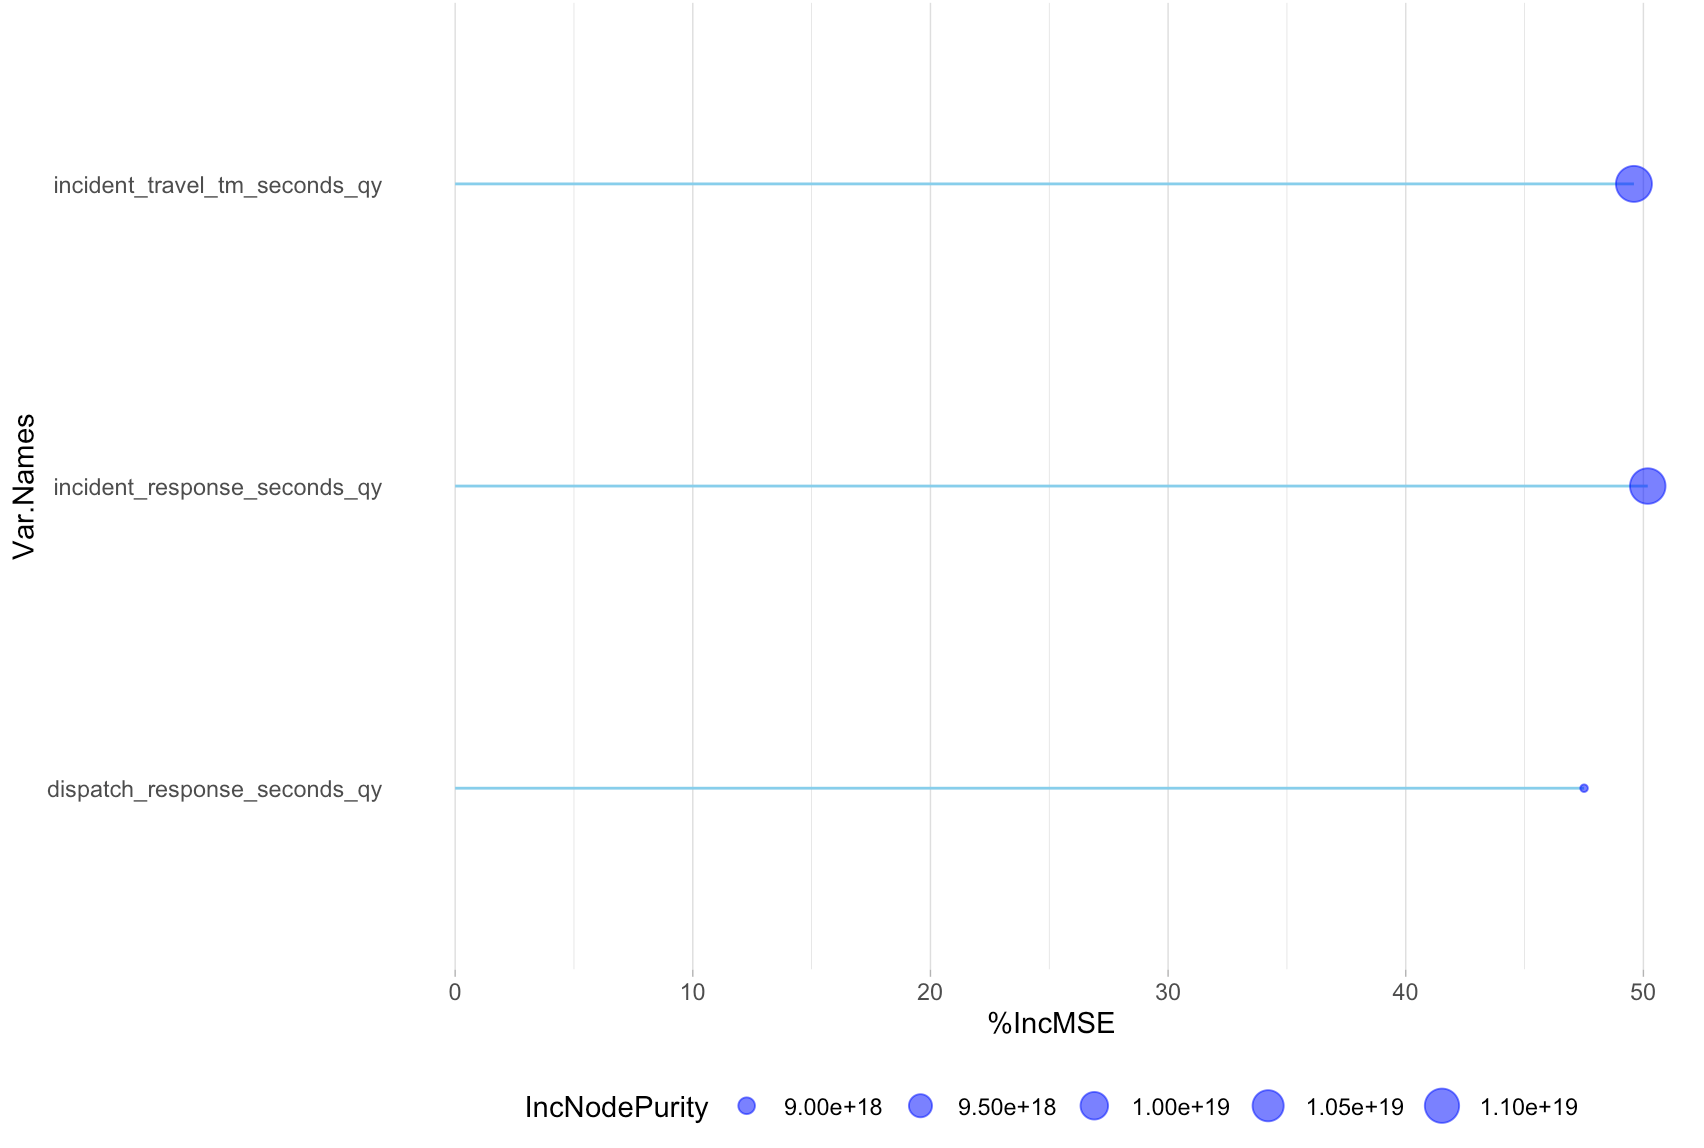 incident_travel_tm_seconds_qy
incident_response_seconds_qy
dispatch_response_seconds_qy
Var.Names
0 10 20 30 40 50
%IncMSE
IncNodePurity 9.00e+18 9.50e+18 1.00e+19 1.05e+19 1.10e+19